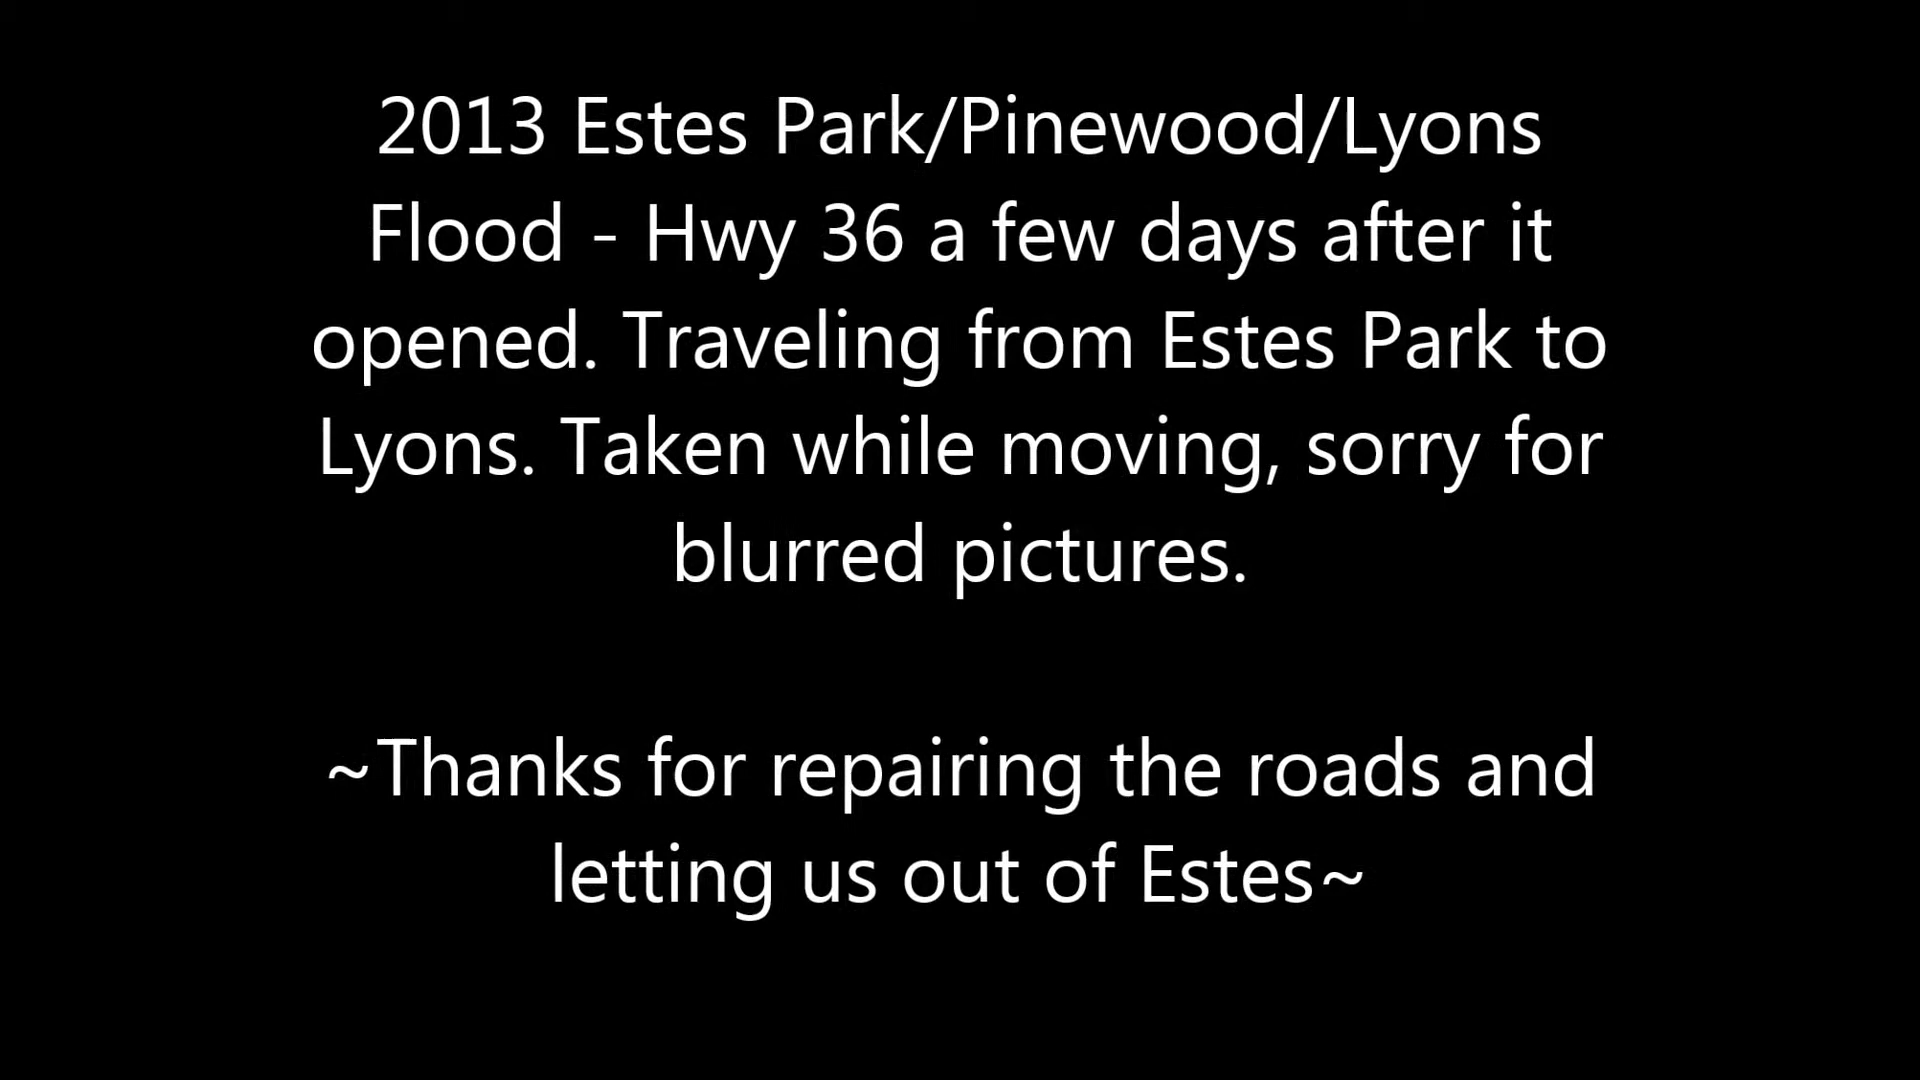 2013 Estes Park/Pinewood/Lyons
Flood - Hwy 36 a few days after it
opened. Traveling from Estes Park to
Lyons. Taken while moving, sorry for
blurred pictures.
~Thanks for repairing the roads and
letting us out of Estes~